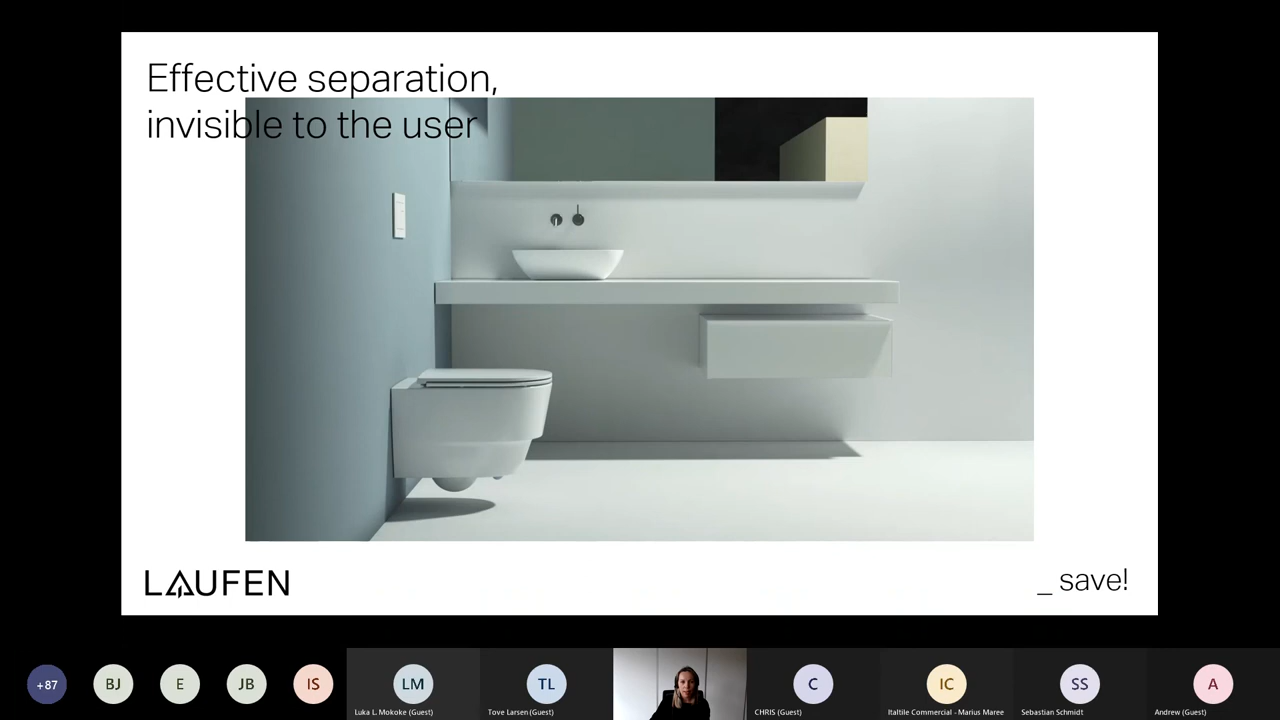 Effective separation,
invisible to the user
LAUFEN
_ save!
+87
BJ
E
JB
IS
LM
Luka L. Mokoke (Guest)
TL
Tove Larsen (Guest)
C
CHRIS (Guest)
IC
Italtile Commercial - Marius Maree
SS
Sebastian Schmidt
A
Andrew (Guest)